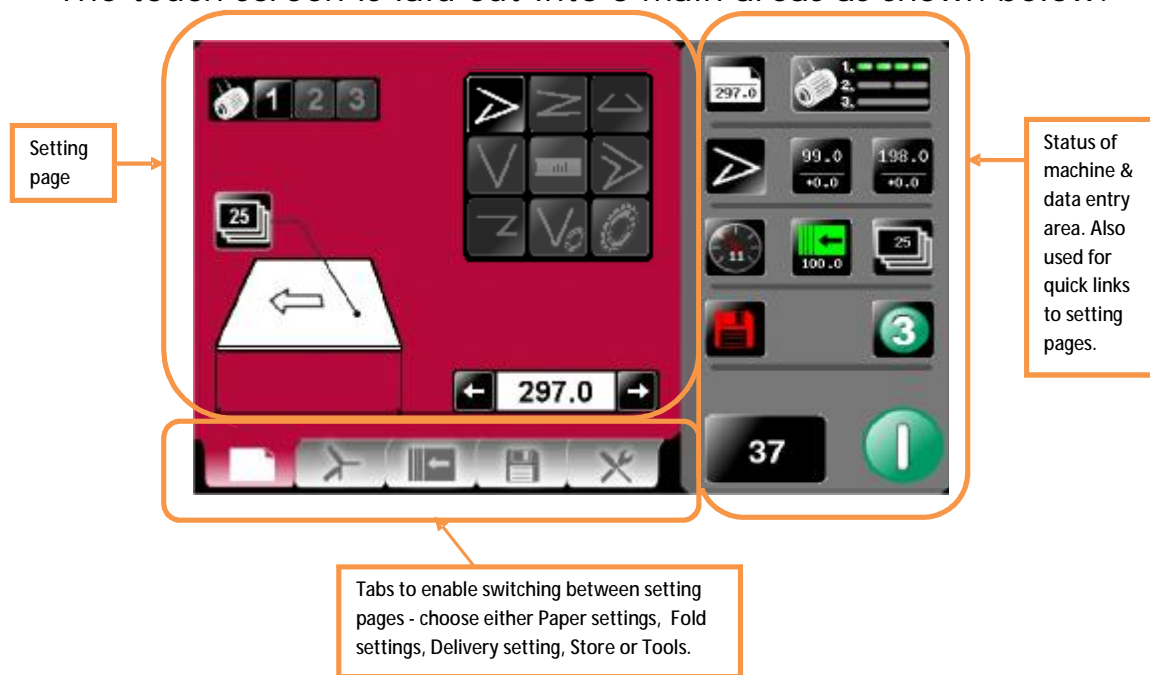 The touch screen is laid out into 3 main areas as shown below:
1 2 3
25
297.0
Setting
page
297.0
1.
2.
3.
99.0
+0.0
198.0
+0.0
11
100.0
25
3
37
Status of
machine &
data entry
area. Also
used for
quick links
to setting
pages.
Tabs to enable switching between setting
pages - choose either Paper settings, Fold
settings, Delivery setting, Store or Tools.